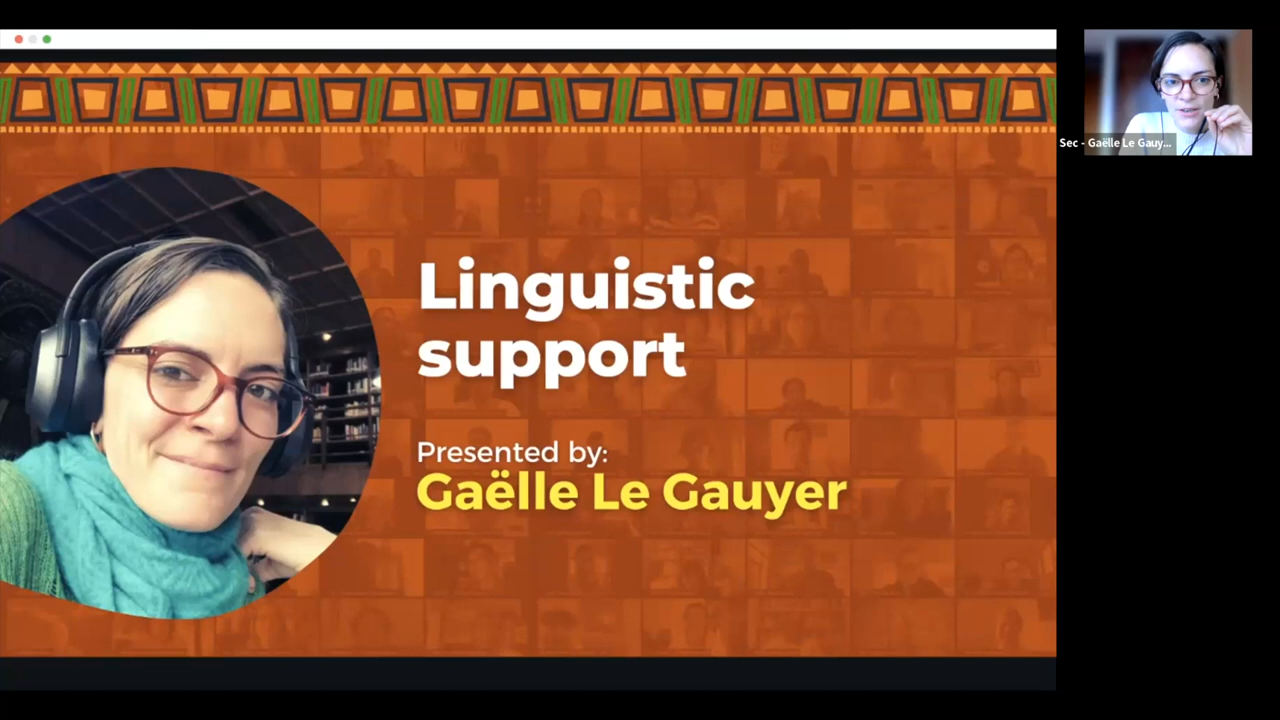 Linguistic
support
Presented by:
Gaëlle Le Gauyer
Sec - Gaëlle Le Gauy...